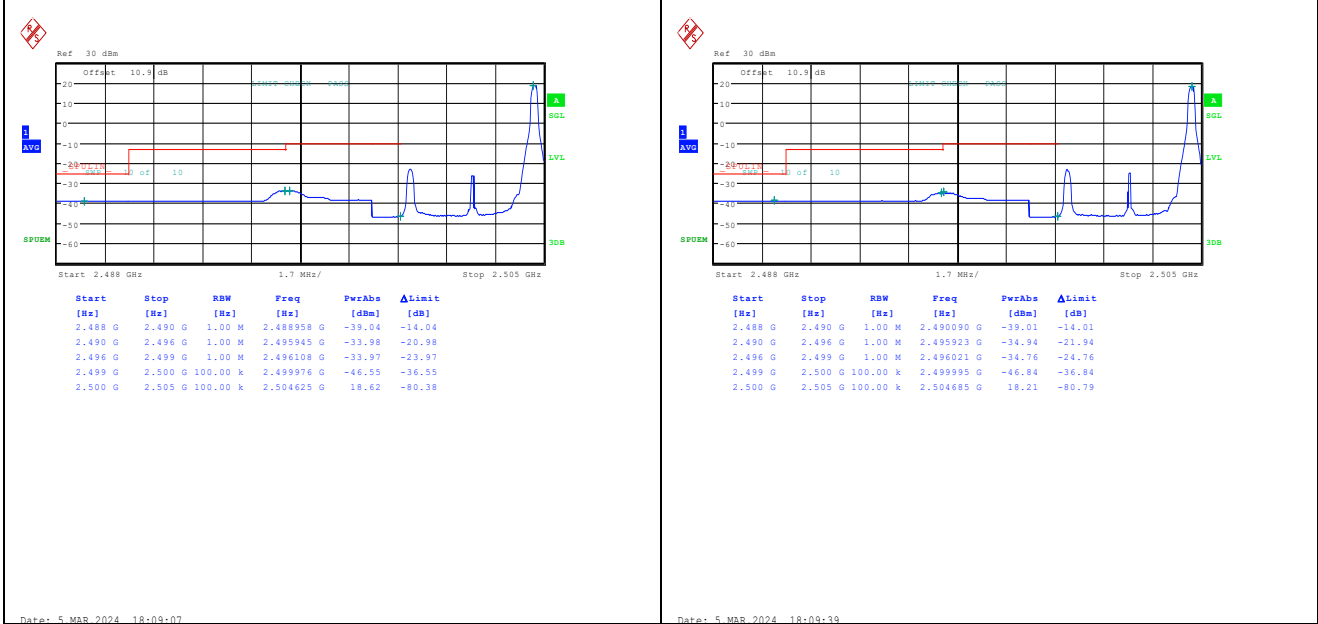 R S
Ref 30 dBm
Offset 10.9 dB
LIMIT CHECK PASS
20
10
0
-10
-20
-30
-40
-50
-60
A
SGL
LVL
3DB
1
AVG
SPULIN
SWP 10 of 10
SPUEM
Start 2.488 GHz 1.7 MHz/ Stop 2.505 GHz
Start Stop RBW Freq PwrAbs ΔLimit
[Hz] [Hz] [Hz] [Hz] [dBm] [dB]
2.488 G 2.490 G 1.00 M 2.488958 G -39.04 -14.04
2.490 G 2.496 G 1.00 M 2.495945 G -33.98 -20.98
2.496 G 2.499 G 1.00 M 2.496108 G -33.97 -23.97
2.499 G 2.500 G 100.00 k 2.499976 G -46.55 -36.55
2.500 G 2.505 G 100.00 k 2.504625 G 18.62 -80.38
Date: 5.MAR.2024 18:09:07
R S
Ref 30 dBm
Offset 10.9 dB
LIMIT CHECK PASS
20
10
0
-10
-20
-30
-40
-50
-60
A
SGL
LVL
3DB
1
AVG
SPULIN
SWP 10 of 10
SPUEM
Start 2.488 GHz 1.7 MHz/ Stop 2.505 GHz
Start Stop RBW Freq PwrAbs ΔLimit
[Hz] [Hz] [Hz] [Hz] [dBm] [dB]
2.488 G 2.490 G 1.00 M 2.490090 G -39.01 -14.01
2.490 G 2.496 G 1.00 M 2.495923 G -34.94 -21.94
2.496 G 2.499 G 1.00 M 2.496021 G -34.76 -24.76
2.499 G 2.500 G 100.00 k 2.499995 G -46.84 -36.84
2.500 G 2.505 G 100.00 k 2.504685 G 18.21 -80.79
Date: 5.MAR.2024 18:09:39